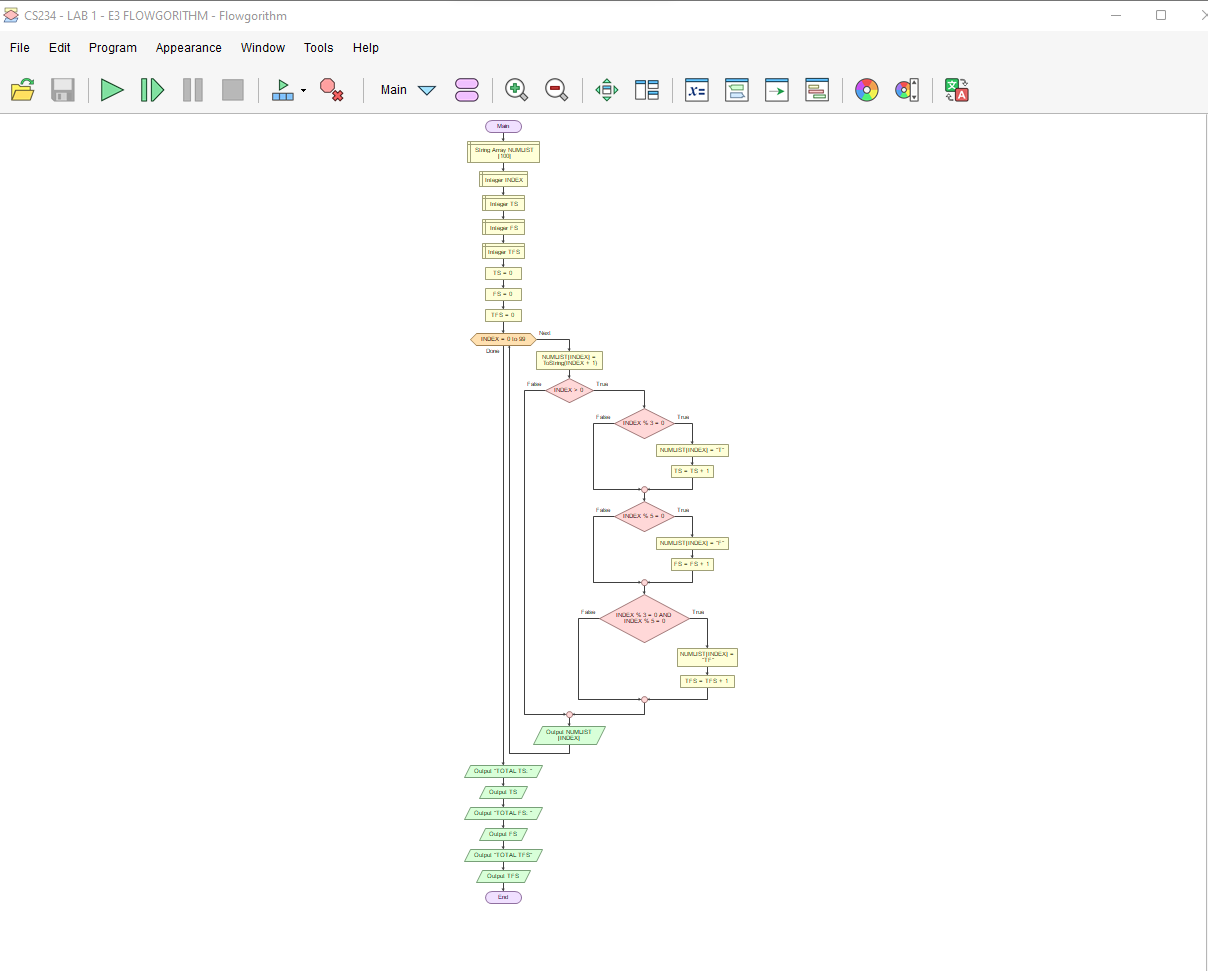 CS234 - LAB 1 - E3 FLOWGORITHM - Flowgorithm
File Edit Program Appearance Window Tools Help
Main
x=
A
Main
String Array NUMLIST
[100]
Integer INDEX
Integer TS
Integer FS
Integer TFS
TS = 0
FS = 0
TFS = 0
INDEX = 0 to 99
Next
Done
NUMLIST[INDEX] =
ToString(INDEX + 1)
False
INDEX > 0
True
False
INDEX % 3 = 0
True
NUMLIST[INDEX] = "T"
TS = TS + 1
False
INDEX % 5 = 0
True
NUMLIST[INDEX] = "F"
FS = FS + 1
False
INDEX % 3 = 0 AND
INDEX % 5 = 0
True
NUMLIST[INDEX] =
"TF"
TFS = TFS + 1
Output NUMLIST
[INDEX]
Output "TOTAL TS: "
Output TS
Output "TOTAL FS: "
Output FS
Output "TOTAL TFS"
Output TFS
End